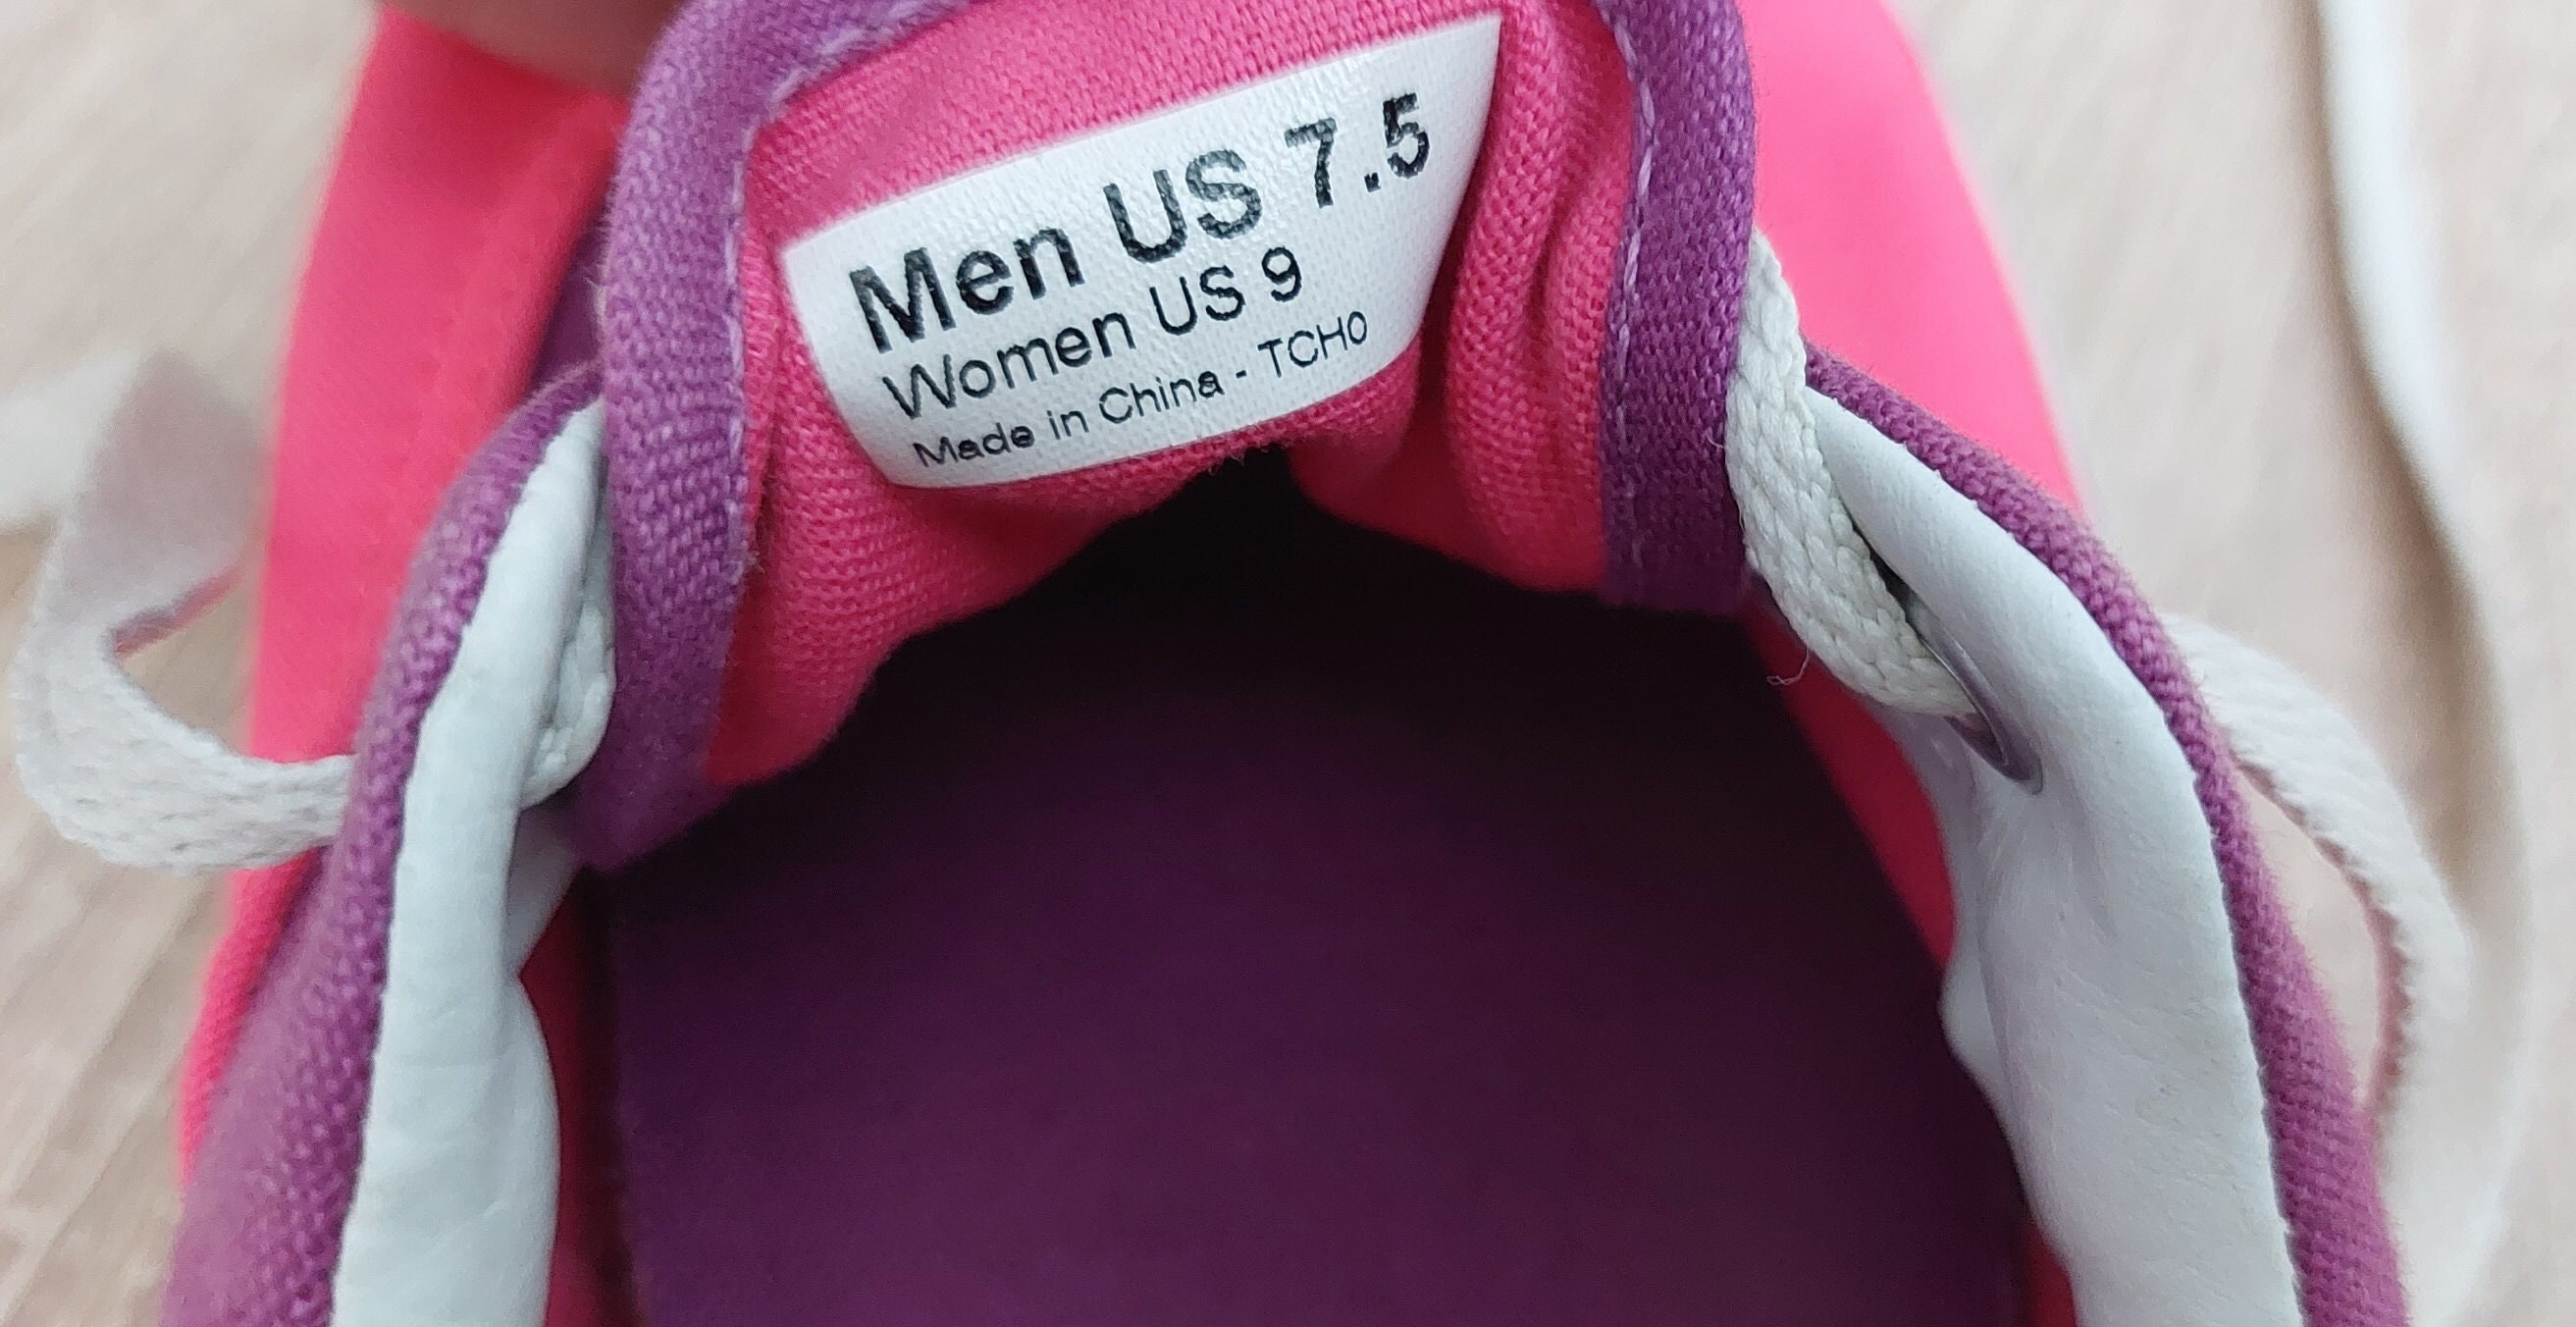 Men US 7.5
Women US 9
Made in China - TCH0